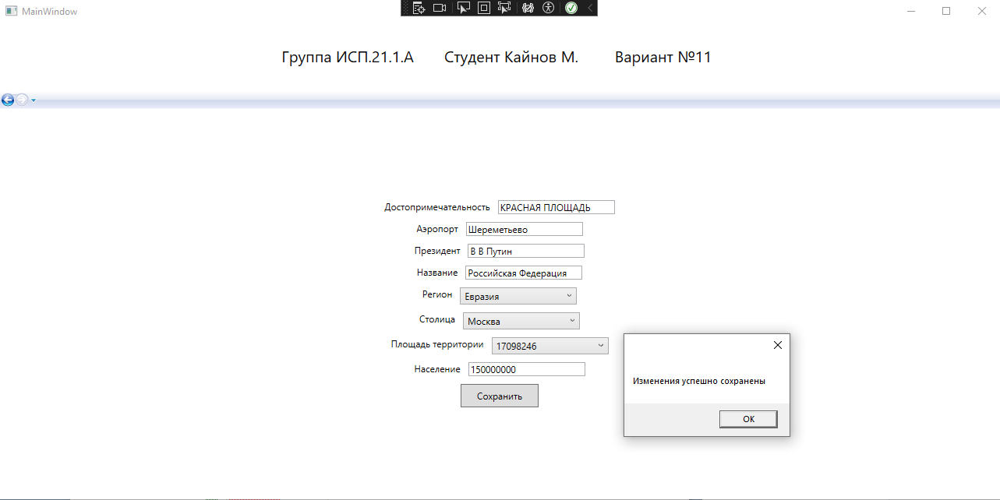 MainWindow
Группа ИСП.21.1.А Студент Кайнов М. Вариант №11
Достопримечательность КРАСНАЯ ПЛОЩАДЬ
Аэропорт Шереметьево
Президент В В Путин
Название Российская Федерация
Регион Евразия
Столица Москва
Площадь территории 17098246
Население 150000000
Сохранить
Изменения успешно сохранены
OK